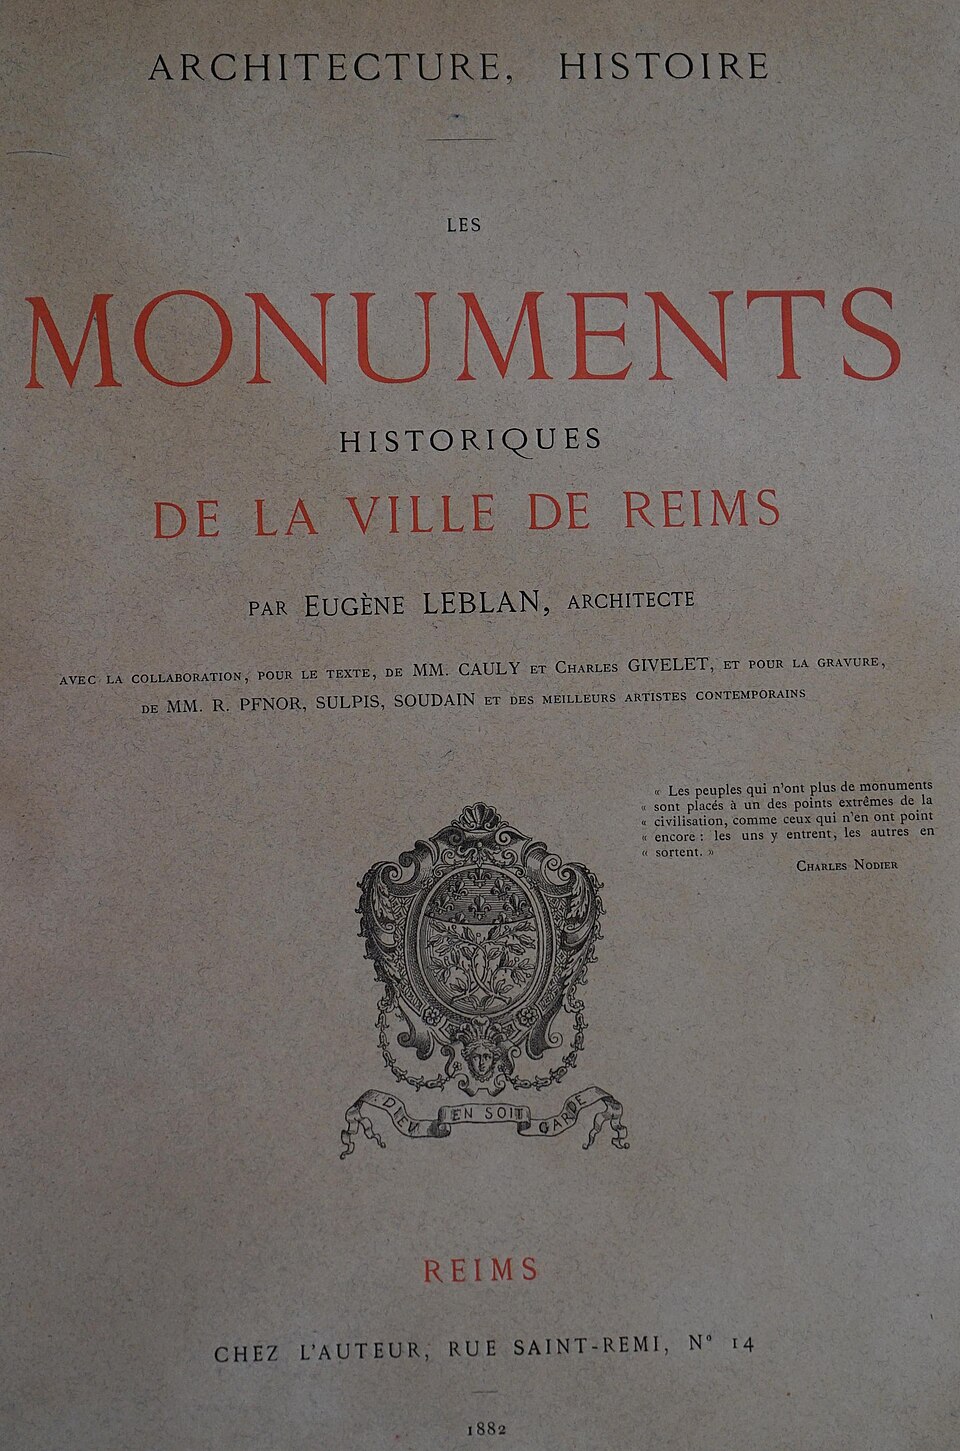 ARCHITECTURE, HISTOIRE
LES
MONUMENTS
HISTORIQUES
DE LA VILLE DE REIMS
PAR EUGÈNE LEBLAN, ARCHITECTE
AVEC LA COLLABORATION, POUR LE TEXTE, DE MM. CAULY ET CHARLES GIVELET, ET POUR LA GRAVURE,
DE MM. R. PFNOR, SULPIS, SOUDAIN ET DES MEILLEURS ARTISTES CONTEMPORAINS
« Les peuples qui n'ont plus de monuments
« sont placés à un des points extrêmes de la
« civilisation, comme ceux qui n'en ont point
« encore : les uns y entrent, les autres en
« sortent. »
CHARLES NODIER
DIEU EN SOIT GARDE
REIMS
CHEZ L'AUTEUR, RUE SAINT-REMI, N° 14
1882